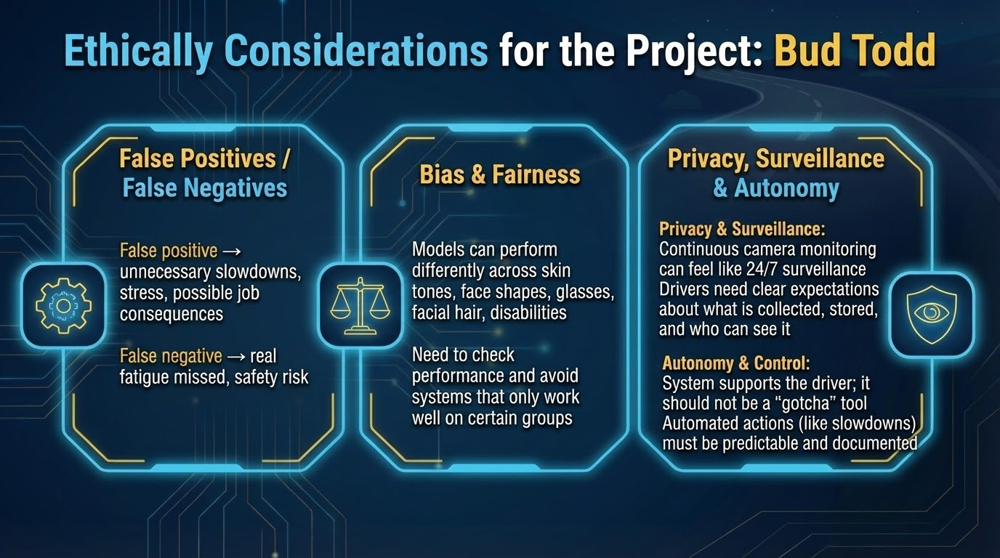 Ethically Considerations for the Project: Bud Todd
False Positives /
False Negatives
False positive →
unnecessary slowdowns,
stress, possible job
consequences
False negative → real
fatigue missed, safety risk
Bias & Fairness
Models can perform
differently across skin
tones, face shapes, glasses,
facial hair, disabilities
Need to check
performance and avoid
systems that only work
well on certain groups
Privacy, Surveillance
& Autonomy
Privacy & Surveillance:
Continuous camera monitoring
can feel like 24/7 surveillance
Drivers need clear expectations
about what is collected, stored,
and who can see it
Autonomy & Control:
System supports the driver; it
should not be a “gotcha” tool
Automated actions (like slowdowns)
must be predictable and documented